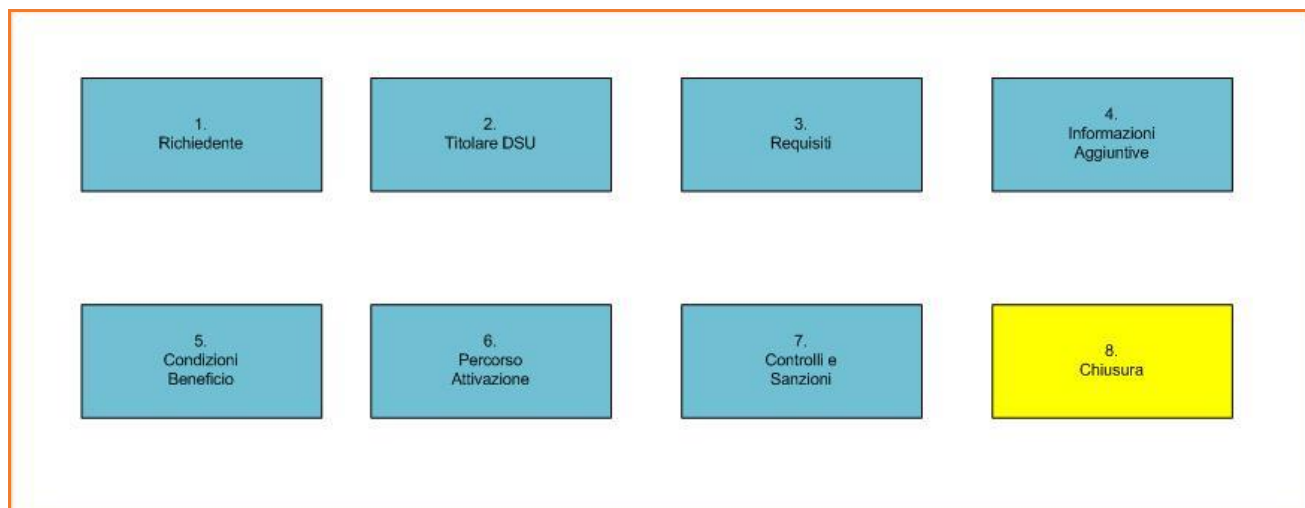 1.
Richiedente
2.
Titolare DSU
3.
Requisiti
4.
Informazioni
Aggiuntive
5.
Condizioni
Beneficio
6.
Percorso
Attivazione
7.
Controlli e
Sanzioni
8.
Chiusura